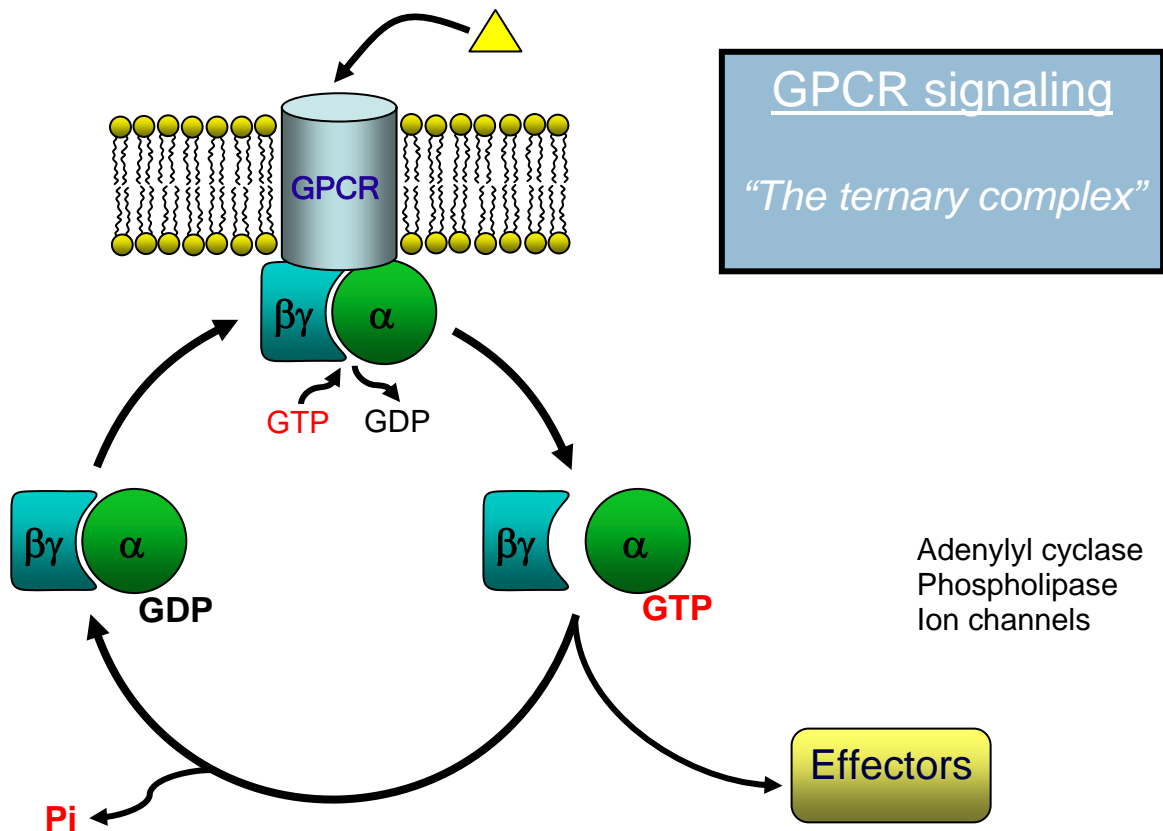 GPCR signaling
“The ternary complex”
GPCR
βγ
α
GTP
GDP
βγ
α
GDP
βγ
α
GTP
Adenylyl cyclase
Phospholipase
Ion channels
Effectors
Pi